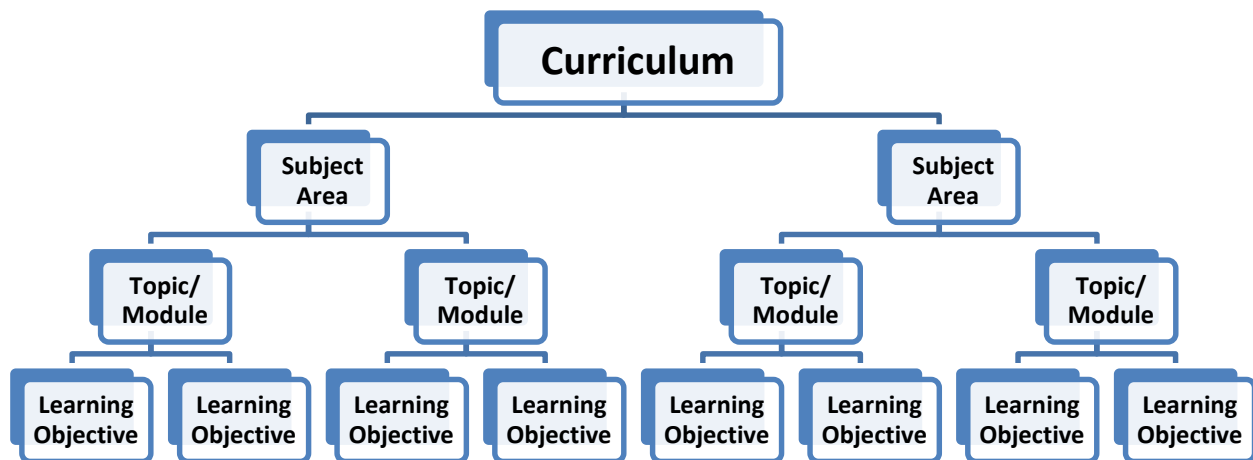 Curriculum
Subject
Area
Subject
Area
Topic/
Module
Topic/
Module
Topic/
Module
Topic/
Module
Learning
Objective
Learning
Objective
Learning
Objective
Learning
Objective
Learning
Objective
Learning
Objective
Learning
Objective
Learning
Objective